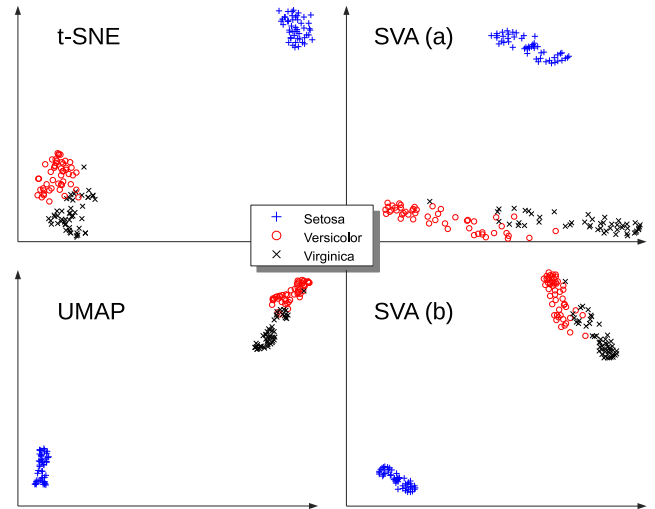 t-SNE
SVA (a)
Setosa
Versicolor
Virginica
UMAP
SVA (b)